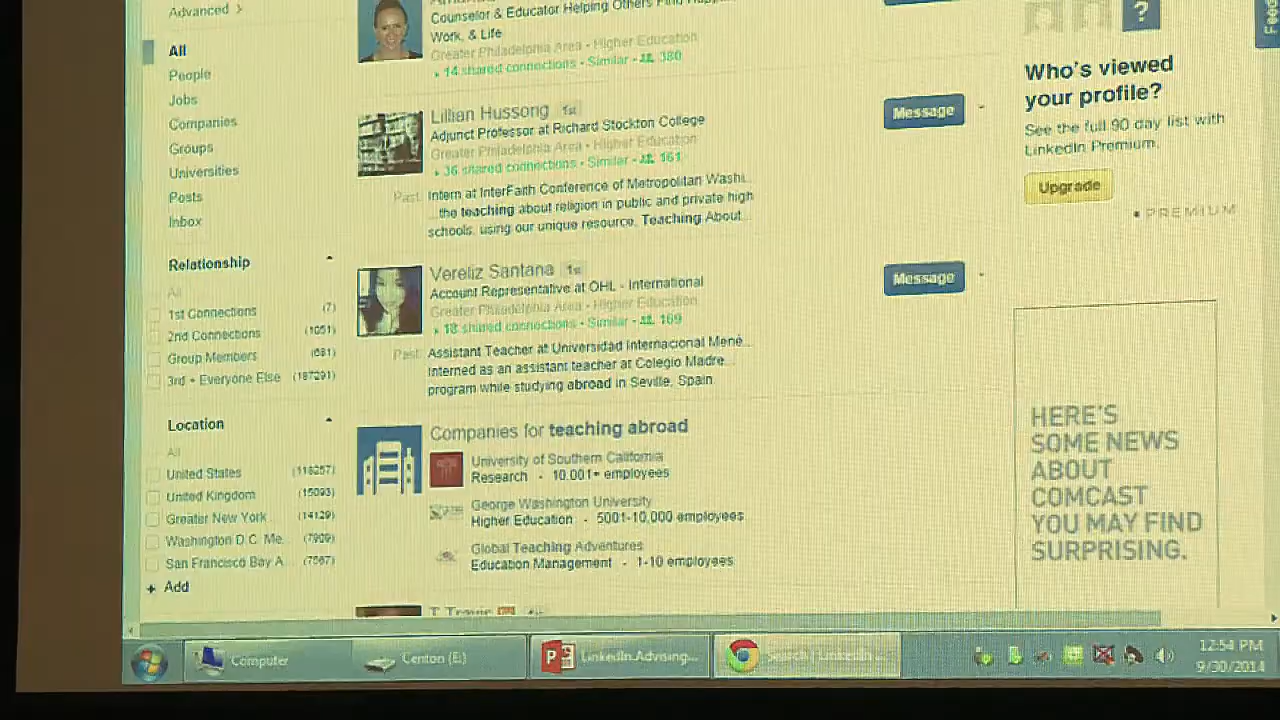 Advanced >
All
People
Jobs
Companies
Groups
Universities
Posts
Inbox
Relationship
All
1st Connections (7)
2nd Connections (1051)
Group Members (681)
3rd + Everyone Else (187291)
Location
All
United States (118257)
United Kingdom (15093)
Greater New York (14129)
Washington D.C. Me. (7909)
San Francisco Bay A (7567)
+ Add
Counselor & Educator Helping Others Find
Work, & Life
Greater Philadelphia Area • Higher Education
14 shared connections • Similar • 380
Lillian Hussong 1st
Adjunct Professor at Richard Stockton College
Greater Philadelphia Area • Higher Education
36 shared connections • Similar • 161
Past Intern at InterFaith Conference of Metropolitan Washi...
...the teaching about religion in public and private high
schools, using our unique resource, Teaching About...
Message
Vereliz Santana 1st
Account Representative at OHL - International
Greater Philadelphia Area • Higher Education
18 shared connections • Similar • 169
Past Assistant Teacher at Universidad Internacional Mené...
Interned as an assistant teacher at Colegio Madre...
program while studying abroad in Seville, Spain
Message
Companies for teaching abroad
University of Southern California
Research - 10,001+ employees
George Washington University
Higher Education - 5001-10,000 employees
Global Teaching Adventures
Education Management - 1-10 employees
?
Who's viewed
your profile?
See the full 90 day list with
LinkedIn Premium.
Upgrade
PREMIUM
HERE'S
SOME NEWS
ABOUT
COMCAST
YOU MAY FIND
SURPRISING.
Computer
Centon (E:)
LinkedIn.Advising...
Search | LinkedIn
12:54 PM
9/30/2014